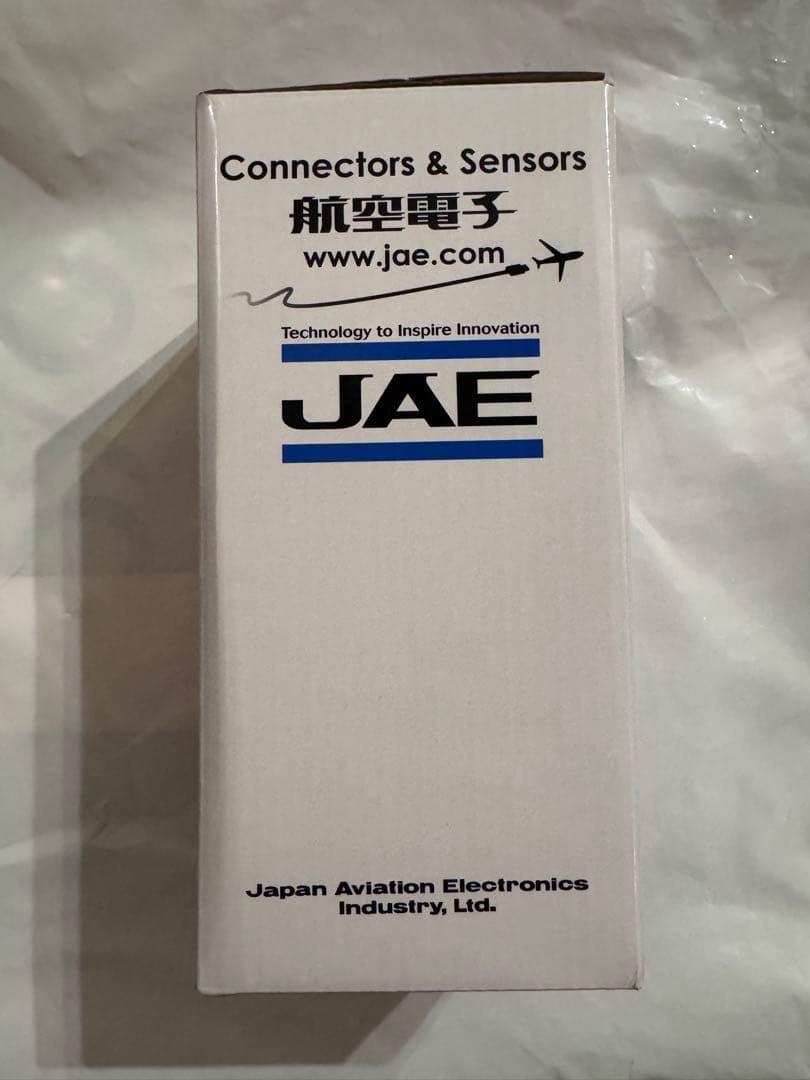 Connectors & Sensors
航空電子
www.jae.com
Technology to Inspire Innovation
JAE
Japan Aviation Electronics
Industry, Ltd.